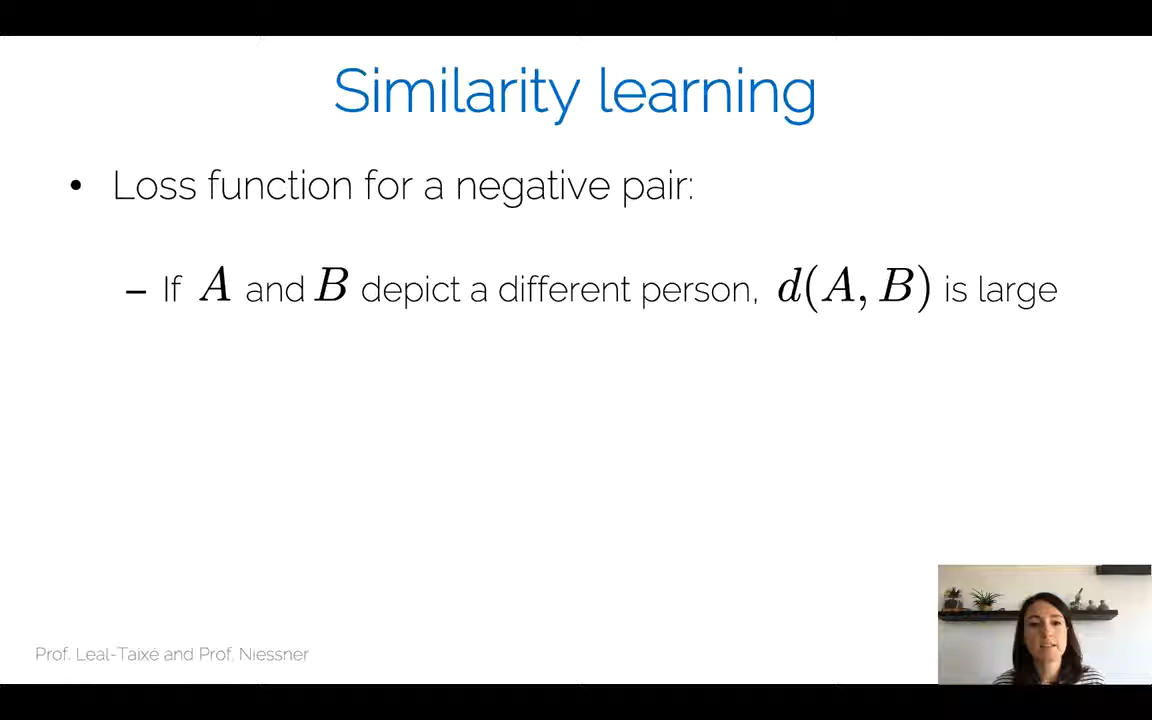 Similarity learning
• Loss function for a negative pair:
– If A and B depict a different person, d(A, B) is large
Prof. Leal-Taixé and Prof. Niessner